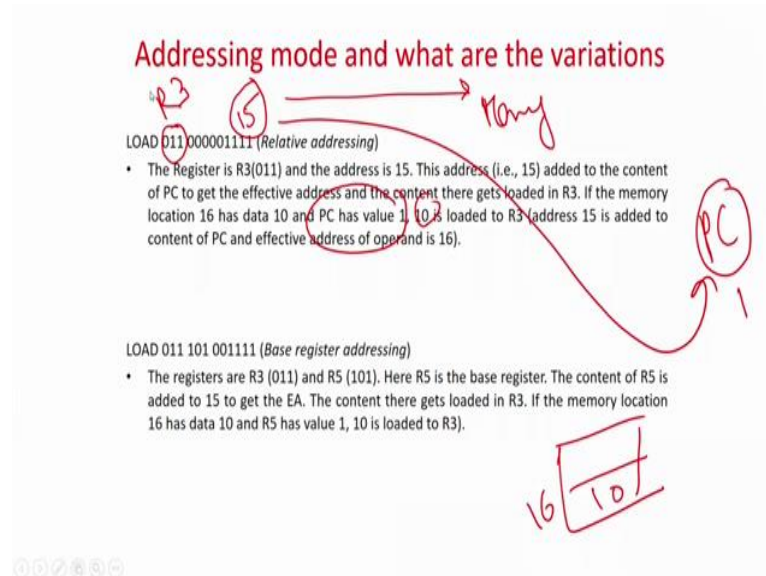 Addressing mode and what are the variations
R3
15
Many
LOAD 011 000001111 (Relative addressing)
• The Register is R3(011) and the address is 15. This address (i.e., 15) added to the content
of PC to get the effective address and the content there gets loaded in R3. If the memory
location 16 has data 10 and PC has value 1, 10 is loaded to R3 (address 15 is added to
content of PC and effective address of operand is 16).
PC
1
LOAD 011 101 001111 (Base register addressing)
• The registers are R3 (011) and R5 (101). Here R5 is the base register. The content of R5 is
added to 15 to get the EA. The content there gets loaded in R3. If the memory location
16 has data 10 and R5 has value 1, 10 is loaded to R3).
16
10